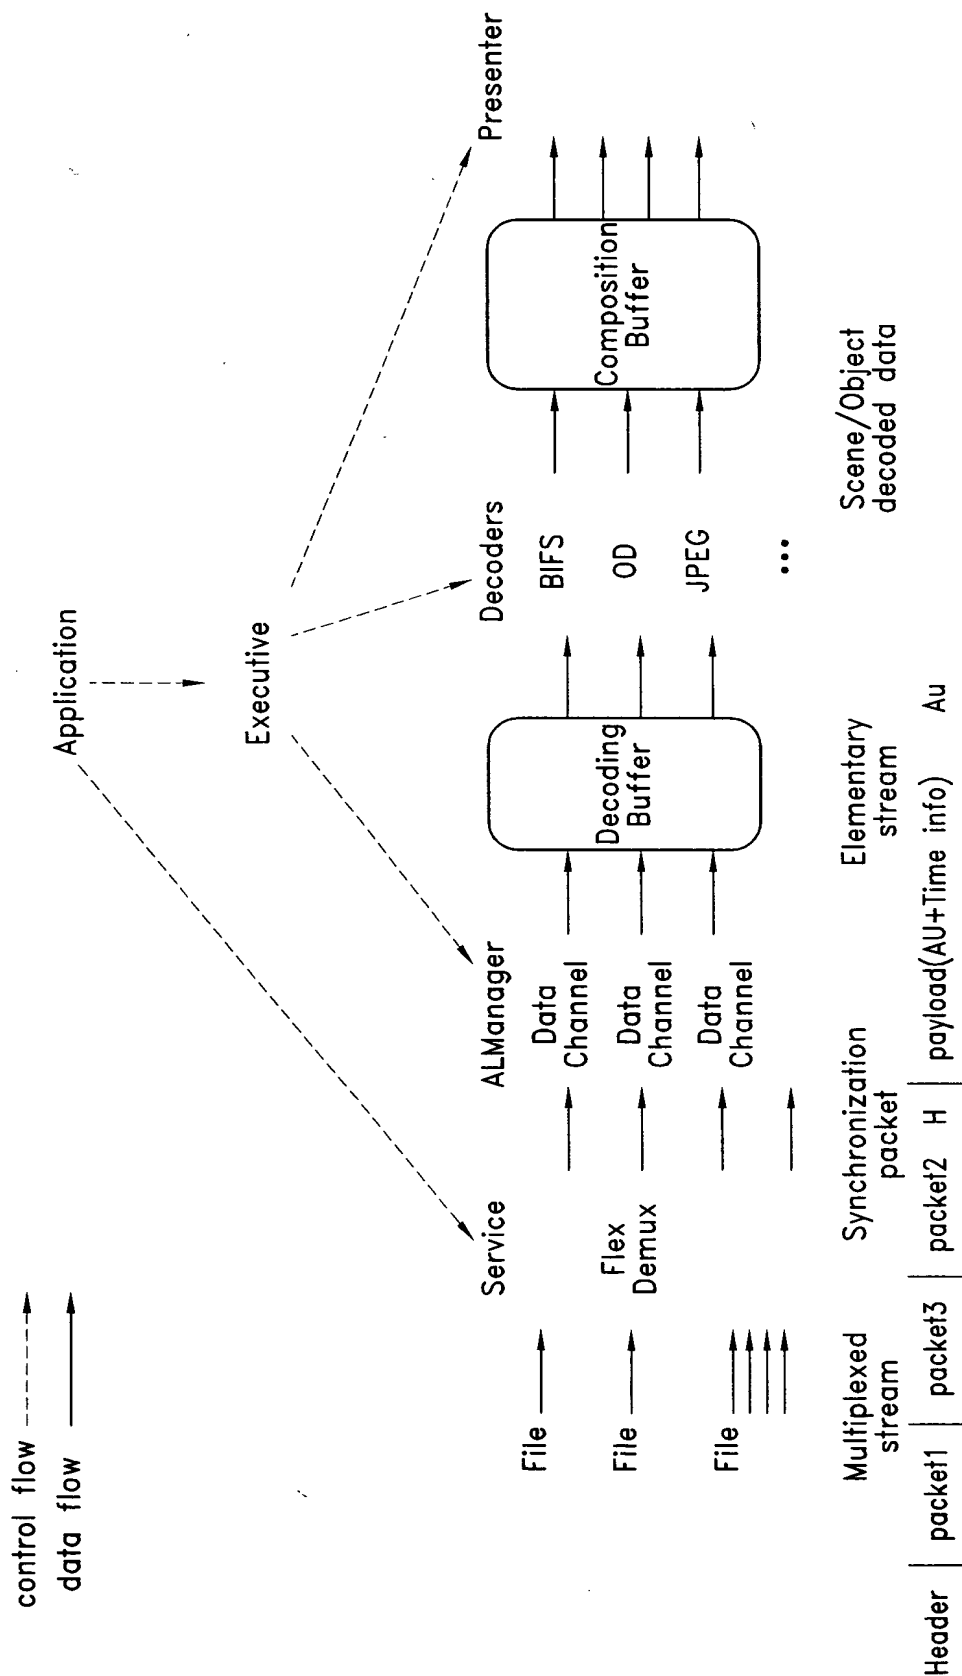 control flow
data flow
Application
Executive
Service
ALManager
Decoders
Presenter
File
File
File
Flex
Demux
Data
Channel
Data
Channel
Data
Channel
Decoding
Buffer
BIFS
OD
JPEG
...
Composition
Buffer
Multiplexed
stream
Synchronization
packet
Elementary
stream
Scene/Object
decoded data
Header | packet1 | packet3 | packet2 H | payload(AU+Time info) Au